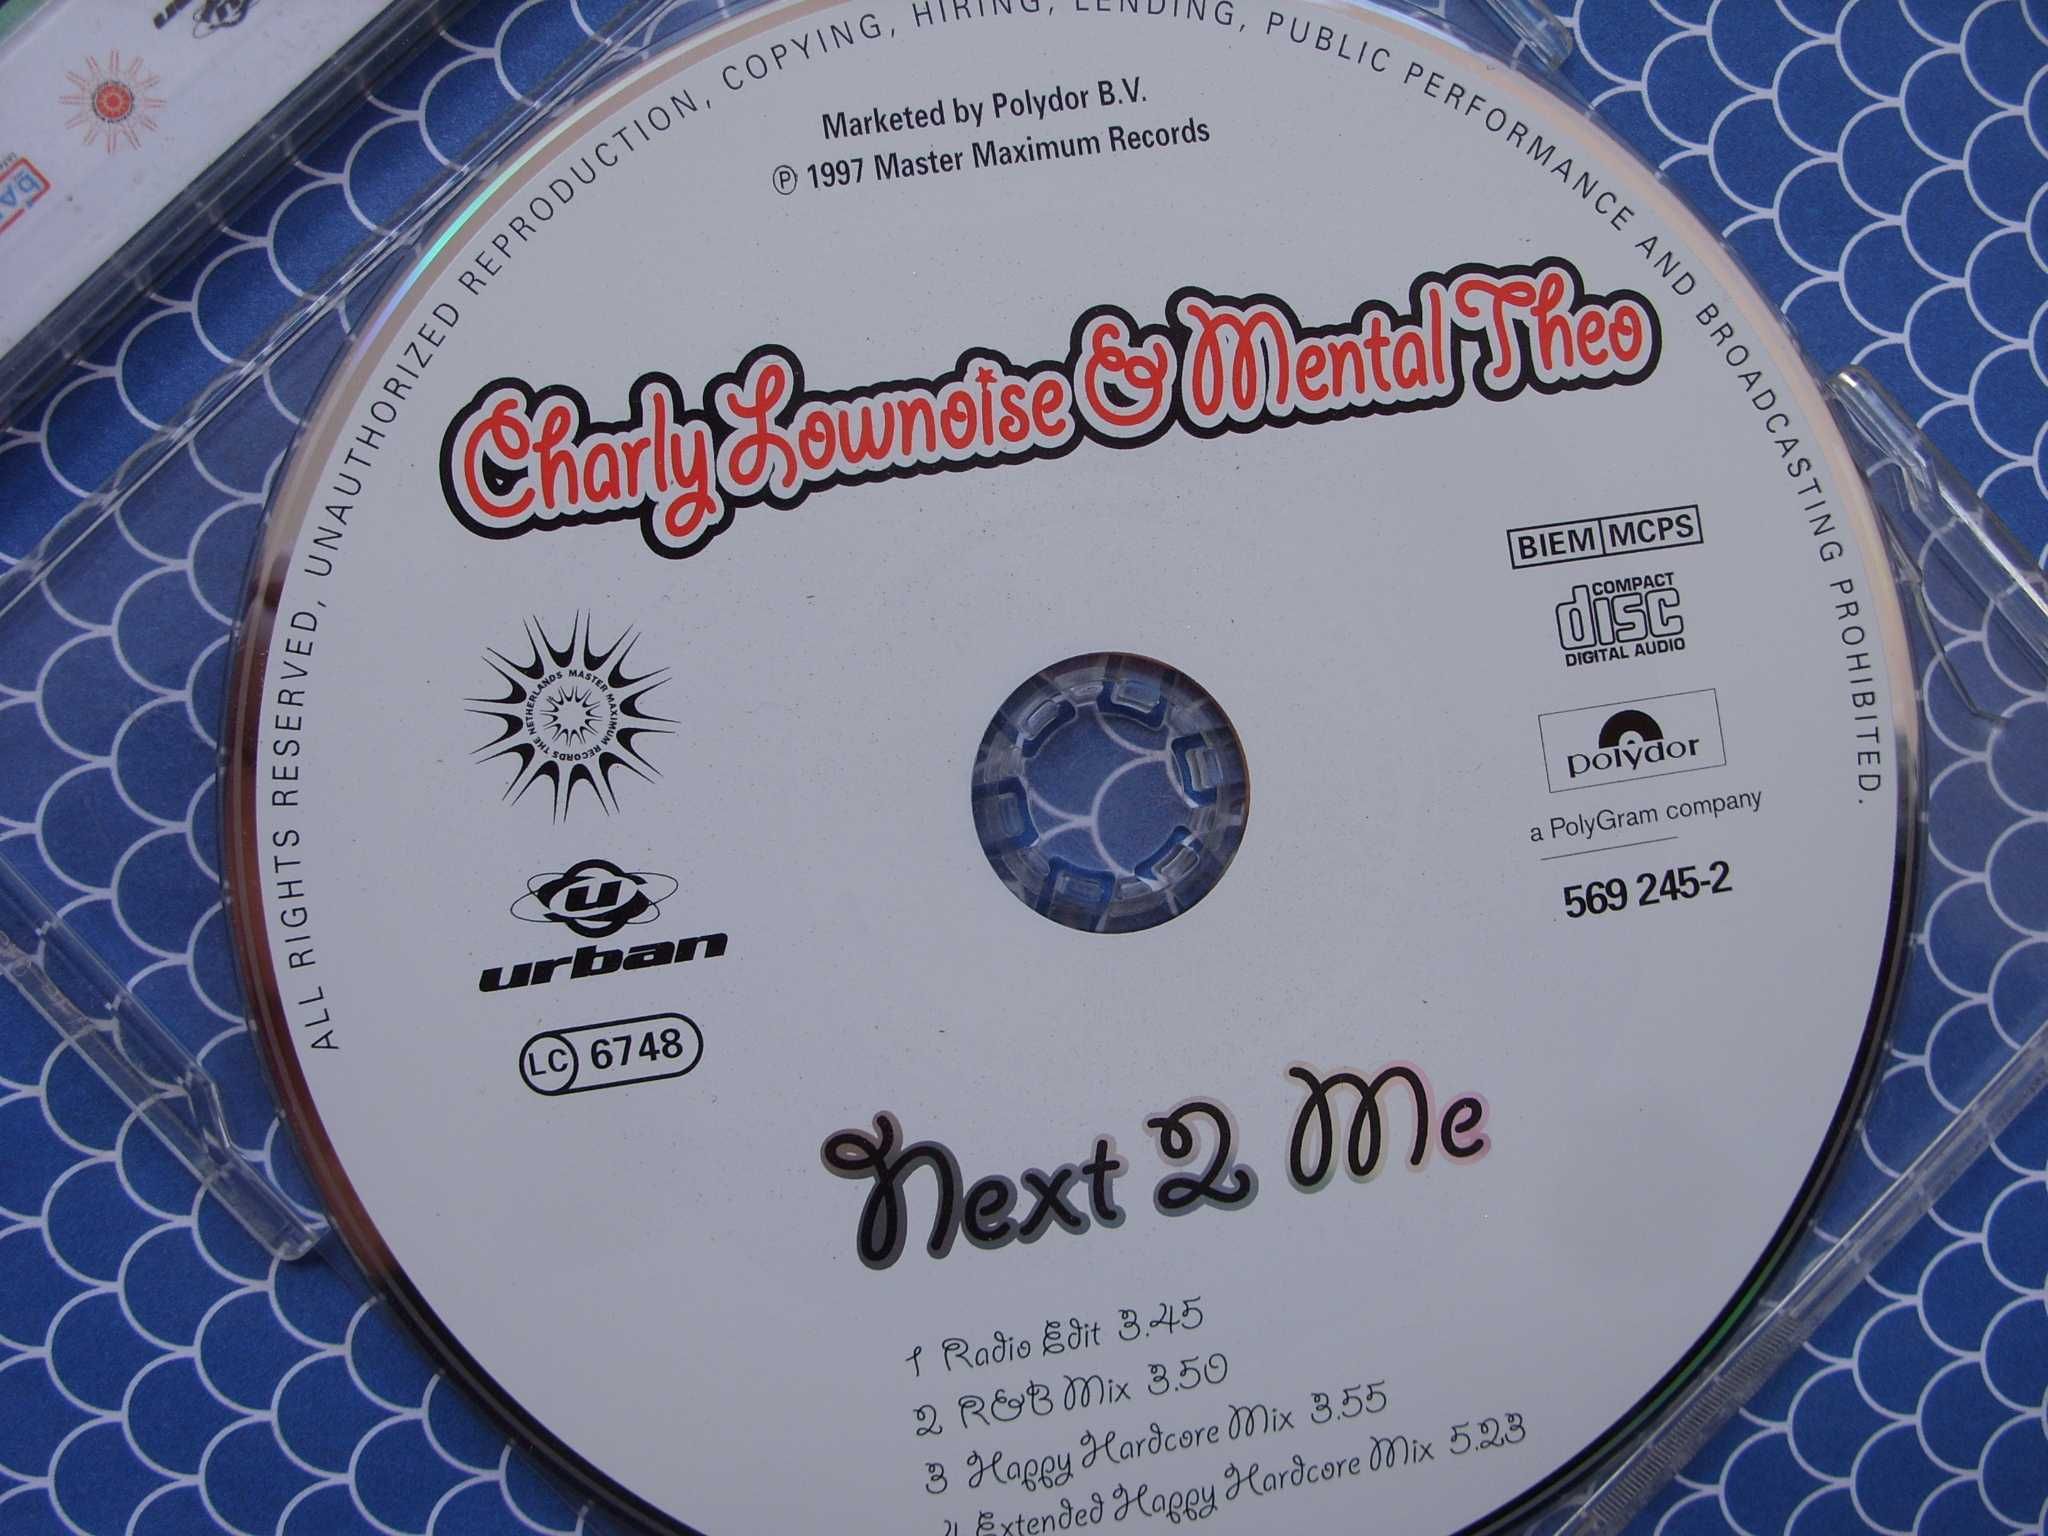 ALL RIGHTS RESERVED, UNAUTHORIZED REPRODUCTION, COPYING, HIRING, LENDING, PUBLIC PERFORMANCE AND BROADCASTING PROHIBITED.
Marketed by Polydor B.V.
℗ 1997 Master Maximum Records
Charly Lownoise & Mental Theo
BIEM MCPS
COMPACT
disc
DIGITAL AUDIO
MASTER MAXIMUM RECORDS THE NETHERLANDS
polydor
a PolyGram company
569 245-2
u
urban
LC 6748
Next 2 Me
1 Radio Edit 3.45
2 R&B Mix 3.50
3 Happy Hardcore Mix 3.55
4 Extended Happy Hardcore Mix 5.23